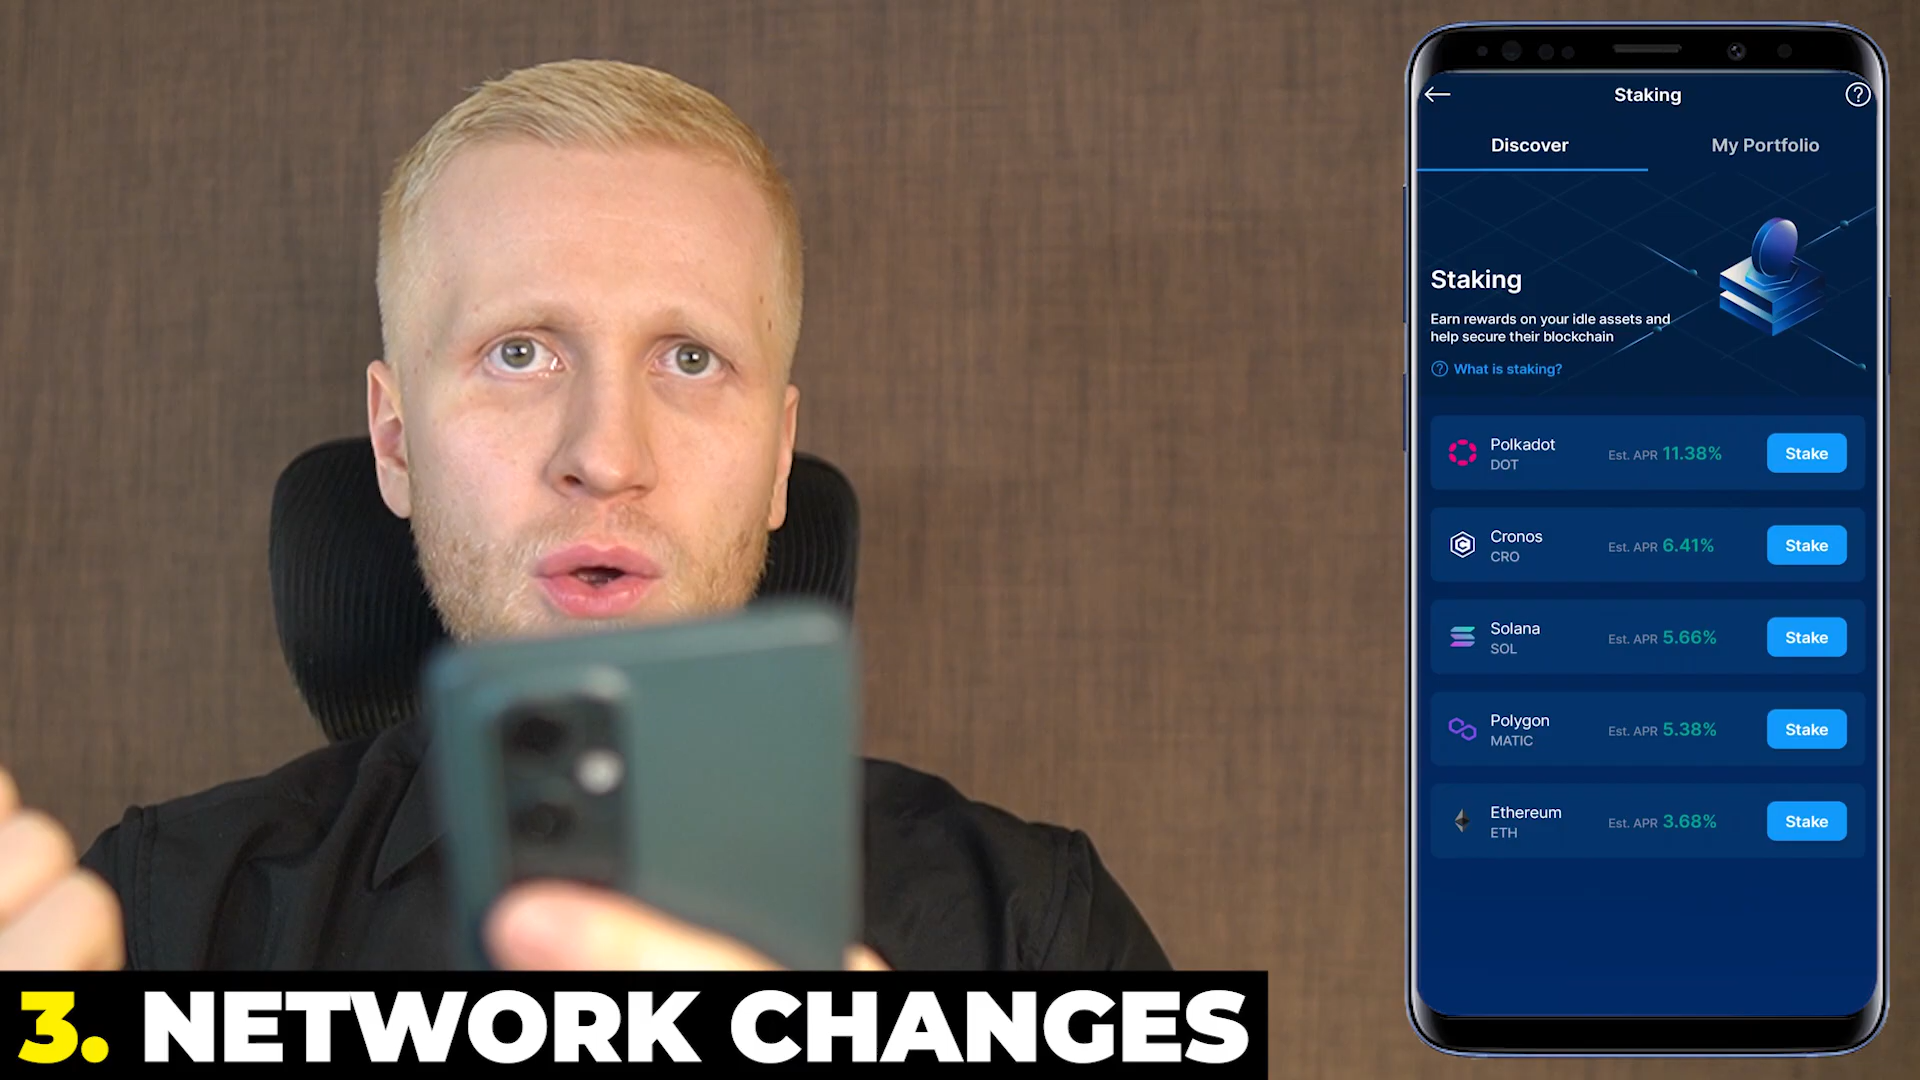 Staking
?
Discover
My Portfolio
Staking
Earn rewards on your idle assets and
help secure their blockchain
? What is staking?
Polkadot
DOT
Est. APR 11.38%
Stake
Cronos
CRO
Est. APR 6.41%
Stake
Solana
SOL
Est. APR 5.66%
Stake
Polygon
MATIC
Est. APR 5.38%
Stake
Ethereum
ETH
Est. APR 3.68%
Stake
3. NETWORK CHANGES